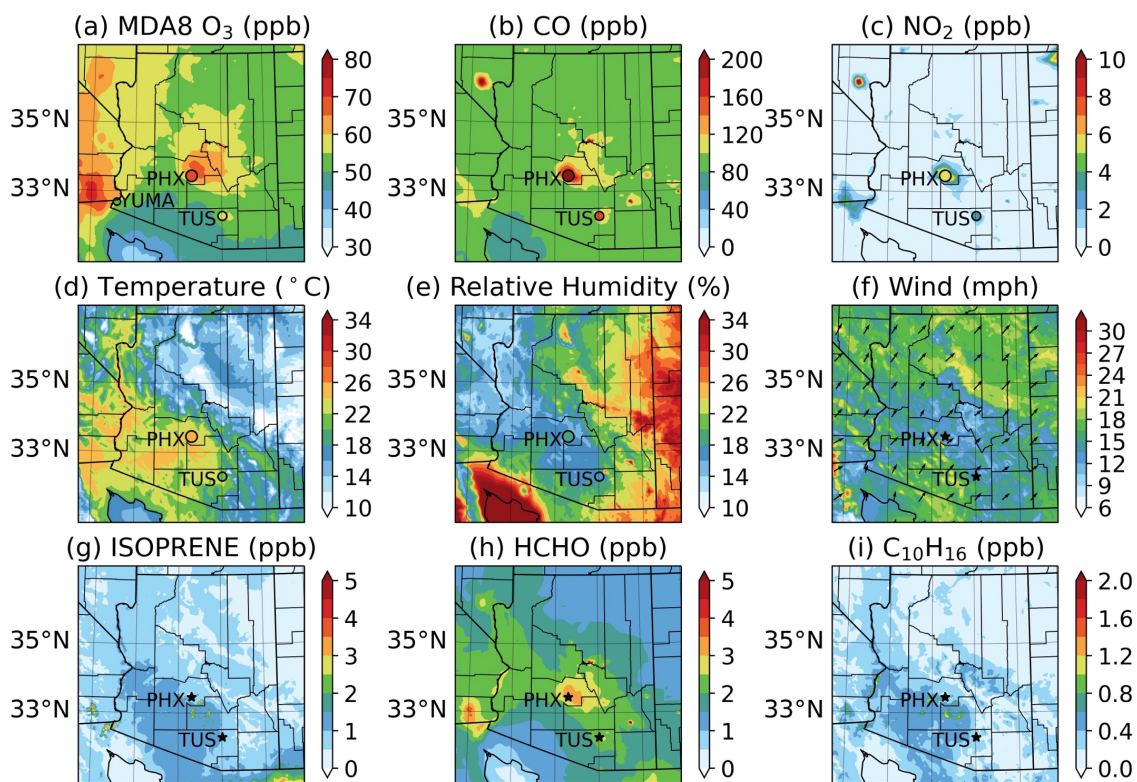 (a) MDA8 O₃ (ppb)
(b) CO (ppb)
(c) NO₂ (ppb)
35°N
33°N
PHX
YUMA
TUS
80
70
60
50
40
30
35°N
33°N
PHX
TUS
200
160
120
80
40
0
35°N
33°N
PHX
TUS
10
8
6
4
2
0
(d) Temperature (°C)
(e) Relative Humidity (%)
(f) Wind (mph)
35°N
33°N
PHX
TUS
34
30
26
22
18
14
10
35°N
33°N
PHX
TUS
34
30
26
22
18
14
10
35°N
33°N
PHX
TUS
30
27
24
21
18
15
12
9
6
(g) ISOPRENE (ppb)
(h) HCHO (ppb)
(i) C₁₀H₁₆ (ppb)
35°N
33°N
PHX
TUS
5
4
3
2
1
0
35°N
33°N
PHX
TUS
5
4
3
2
1
0
35°N
33°N
PHX
TUS
2.0
1.6
1.2
0.8
0.4
0.0